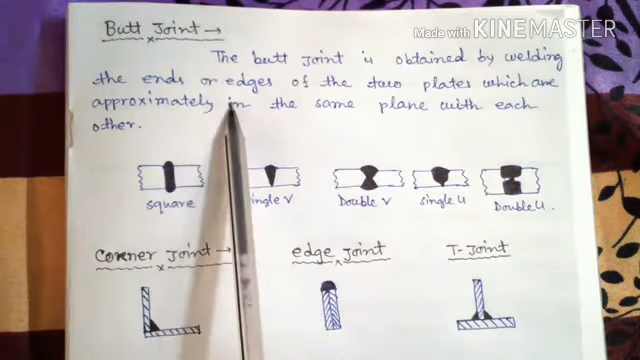 Made with KINEMASTER
Butt Joint →
The butt joint is obtained by welding
the ends or edges of the two plates which are
approximately in the same plane with each
other.
square ingle V Double V single U Double U.
Corner Joint → edge Joint T-Joint